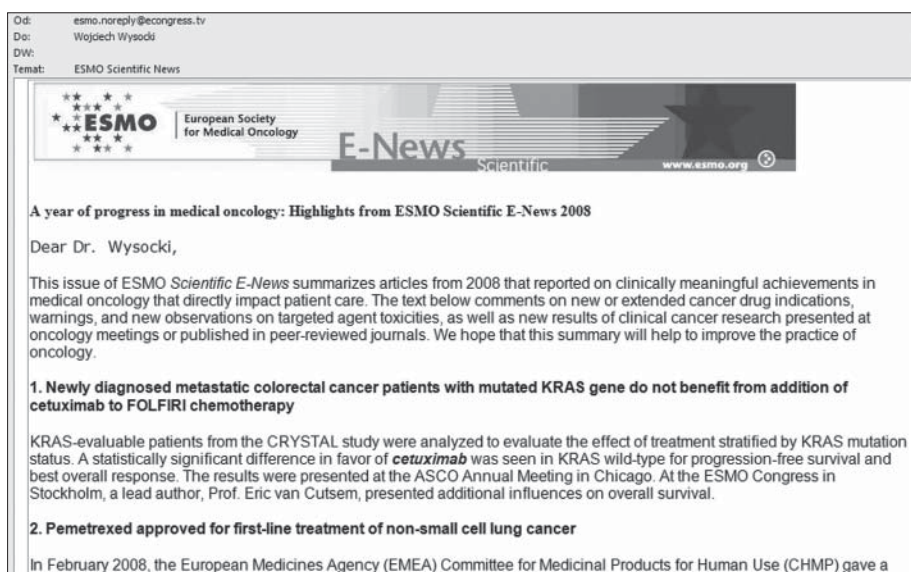 Od: esmo.noreply@econgress.tv
Do: Wojciech Wysocki
DW:
Temat: ESMO Scientific News
ESMO
European Society
for Medical Oncology
E-News
Scientific
www.esmo.org
A year of progress in medical oncology: Highlights from ESMO Scientific E-News 2008
Dear Dr. Wysocki,
This issue of ESMO Scientific E-News summarizes articles from 2008 that reported on clinically meaningful achievements in
medical oncology that directly impact patient care. The text below comments on new or extended cancer drug indications,
warnings, and new observations on targeted agent toxicities, as well as new results of clinical cancer research presented at
oncology meetings or published in peer-reviewed journals. We hope that this summary will help to improve the practice of
oncology.
1. Newly diagnosed metastatic colorectal cancer patients with mutated KRAS gene do not benefit from addition of
cetuximab to FOLFIRI chemotherapy
KRAS-evaluable patients from the CRYSTAL study were analyzed to evaluate the effect of treatment stratified by KRAS mutation
status. A statistically significant difference in favor of cetuximab was seen in KRAS wild-type for progression-free survival and
best overall response. The results were presented at the ASCO Annual Meeting in Chicago. At the ESMO Congress in
Stockholm, a lead author, Prof. Eric van Cutsem, presented additional influences on overall survival.
2. Pemetrexed approved for first-line treatment of non-small cell lung cancer
In February 2008, the European Medicines Agency (EMEA) Committee for Medicinal Products for Human Use (CHMP) gave a